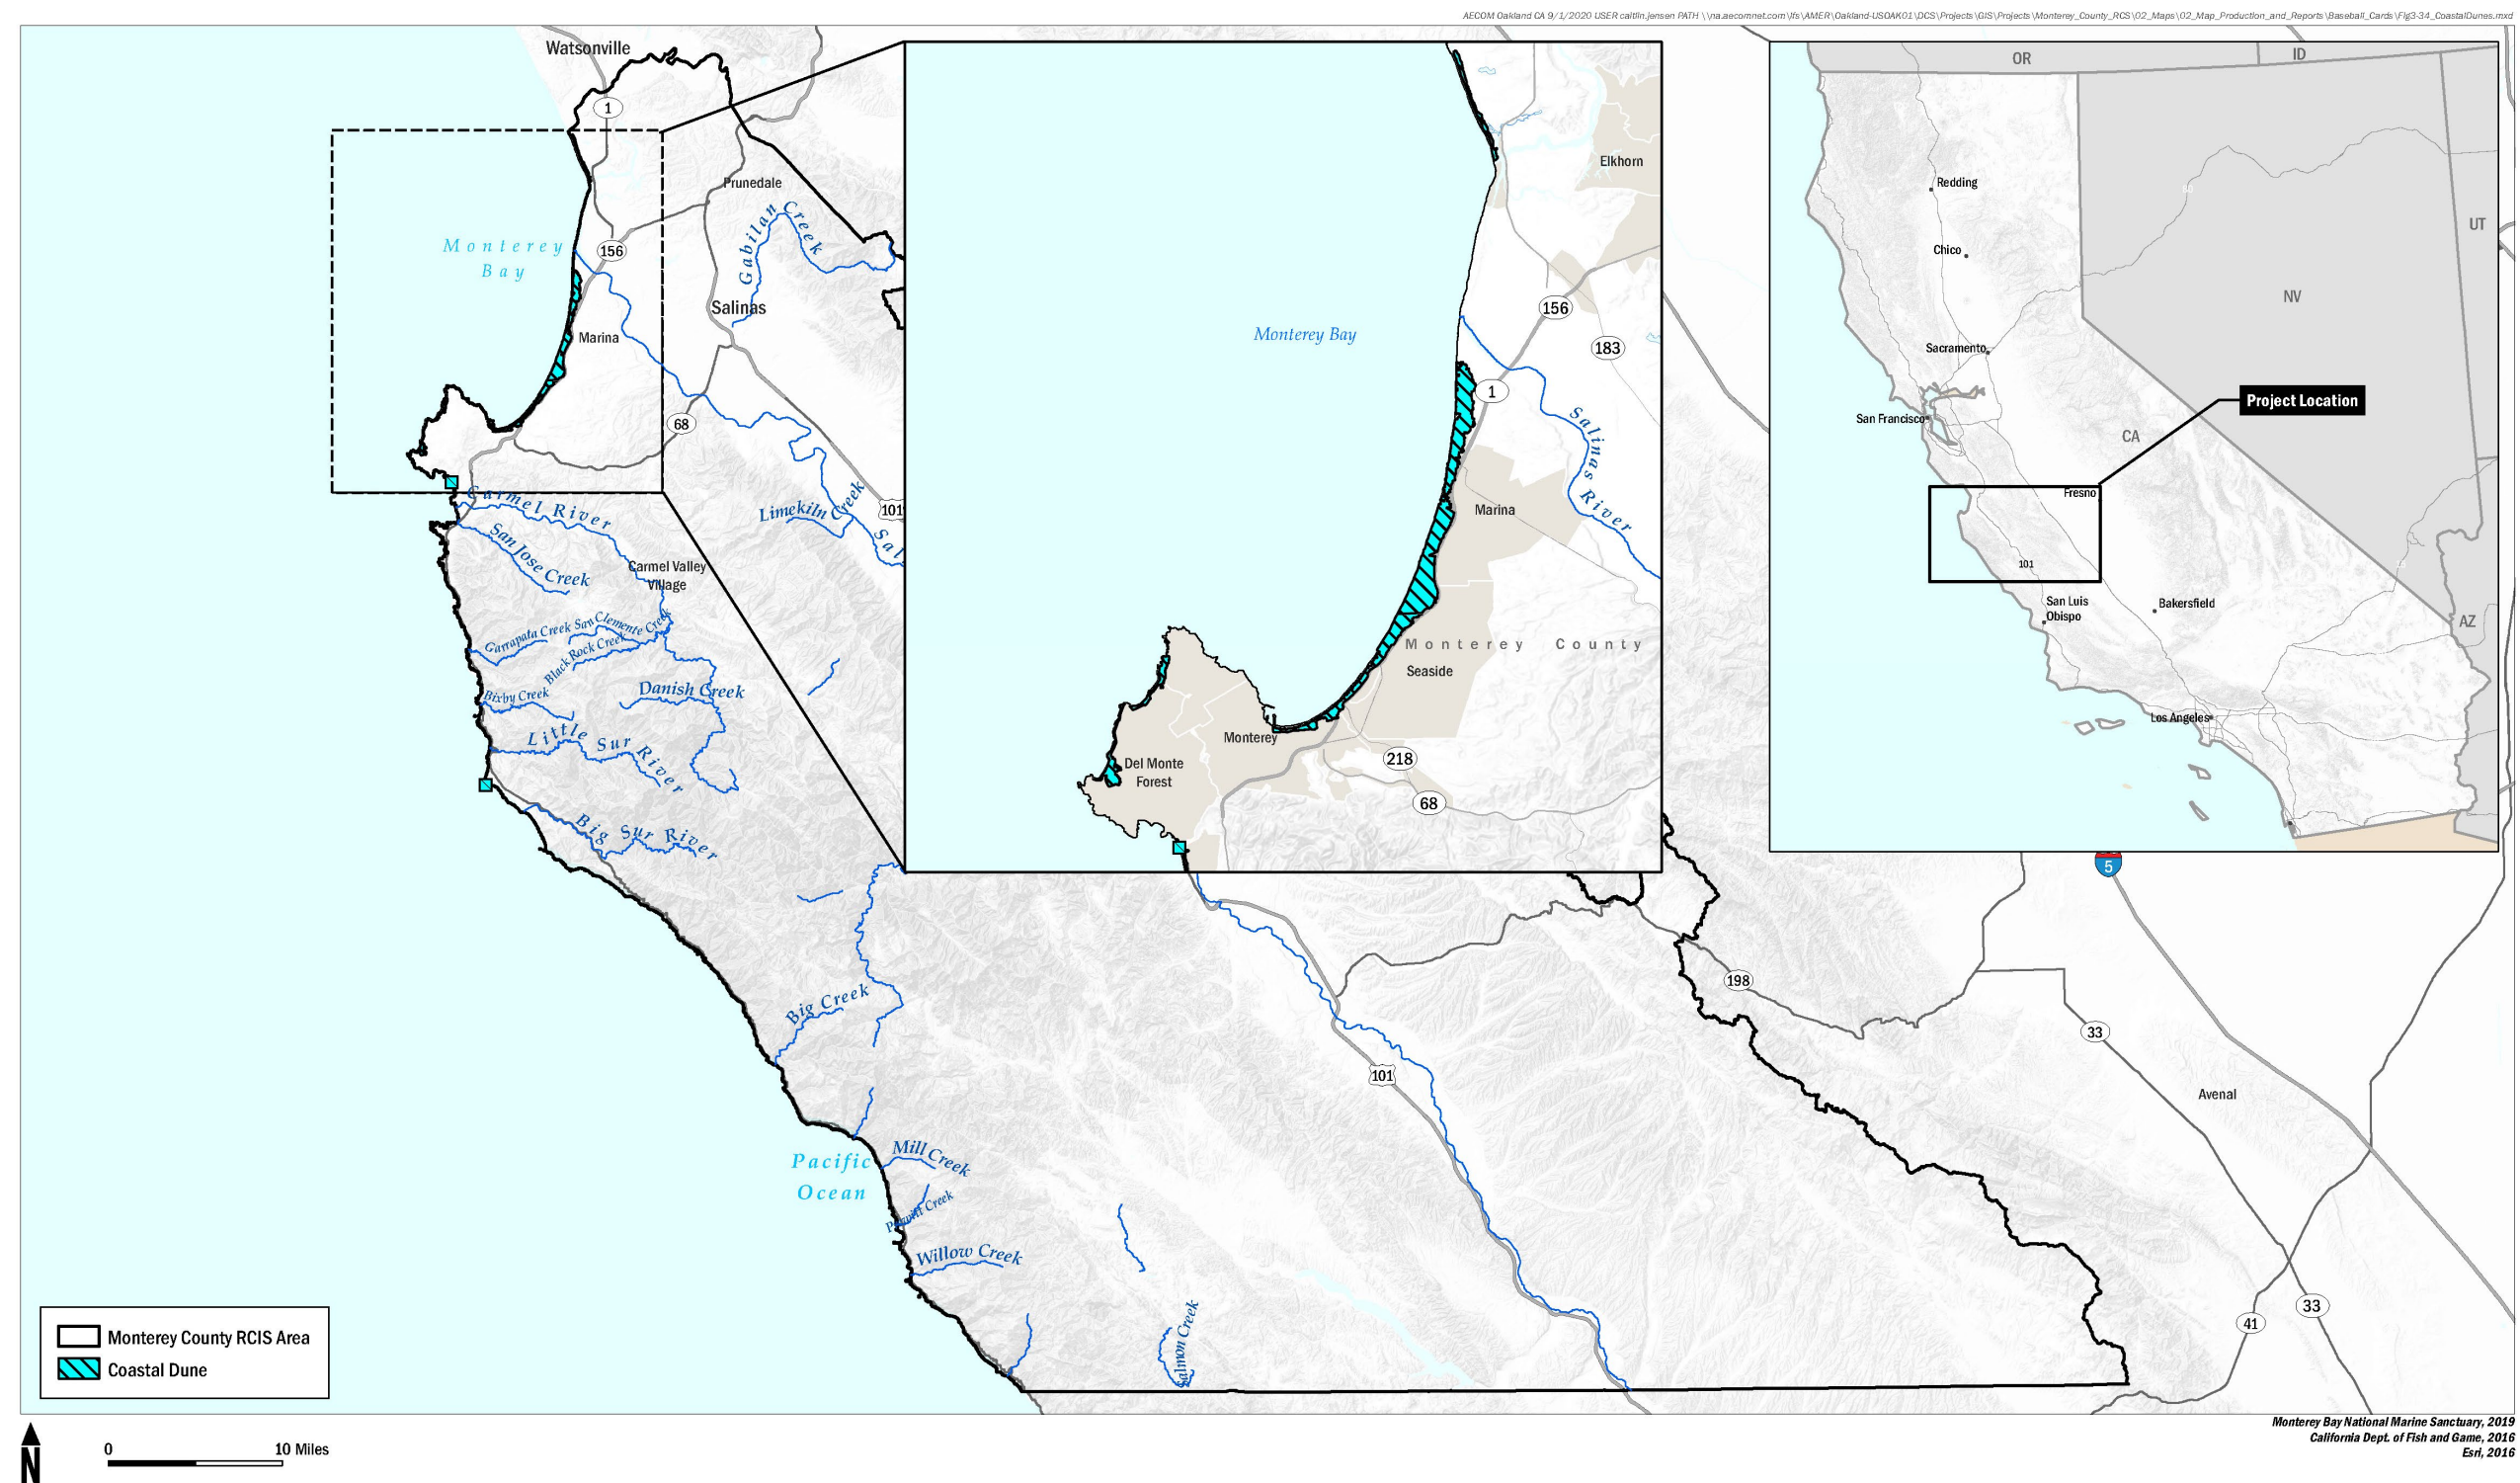 AECOM Oakland CA 9/1/2020 USER caitlin.jensen PATH \\na.aecomnet.com\lfs\AMER\Oakland-USOAK01\DCS\Projects\GIS\Projects\Monterey_County_RCS\02_Maps\02_Map_Production_and_Reports\Baseball_Cards\Fig3-34_CoastalDunes.mxd
Watsonville
1
Prunedale
Monterey
Bay
156
Gabilan Creek
Salinas
Marina
68
Carmel River
Limekiln Creek
101
Sal
San Jose Creek
Carmel Valley
Village
Garrapata Creek
San Clemente Creek
Black Rock Creek
Bixby Creek
Danish Creek
Little Sur River
Big Sur River
Big Creek
Pacific
Ocean
Mill Creek
Creek
Willow Creek
Salmon Creek
101
198
5
33
Avenal
41
33
Elkhorn
Monterey Bay
156
183
1
Salinas River
Marina
Monterey County
Seaside
Monterey
Del Monte
Forest
218
68
OR
ID
Redding
UT
Chico
NV
Sacramento
Project Location
San Francisco
CA
Fresno
101
San Luis
Obispo
Bakersfield
AZ
Los Angeles
Monterey County RCIS Area
Coastal Dune
N
0
10 Miles
Monterey Bay National Marine Sanctuary, 2019
California Dept. of Fish and Game, 2016
Esri, 2016